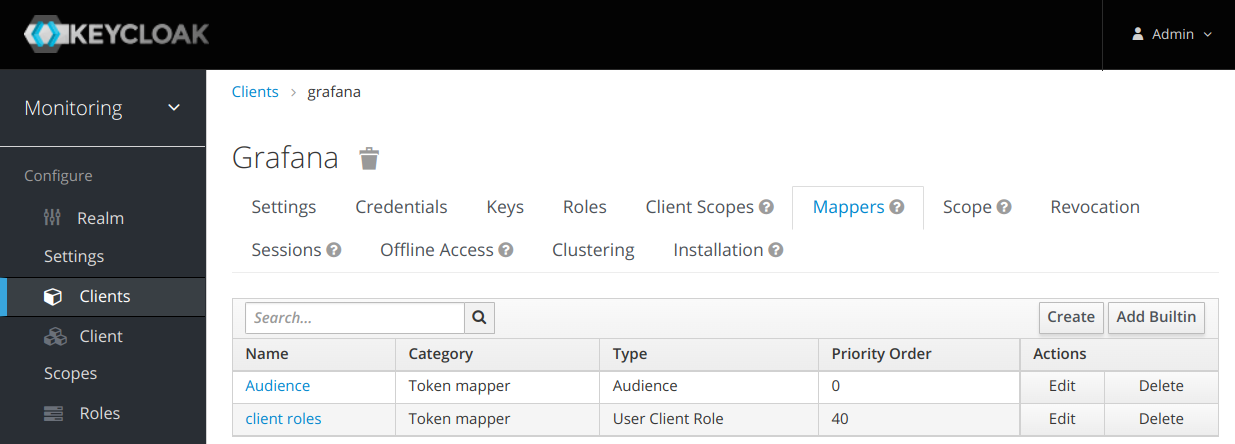 KEYCLOAK
Admin
Monitoring
Clients > grafana
Grafana
Configure
Realm
Settings
Clients
Client
Scopes
Roles
Settings Credentials Keys Roles Client Scopes ? Mappers ? Scope ? Revocation
Sessions ? Offline Access ? Clustering Installation ?
Search... Create Add Builtin
Name Category Type Priority Order Actions
Audience Token mapper Audience 0 Edit Delete
client roles Token mapper User Client Role 40 Edit Delete